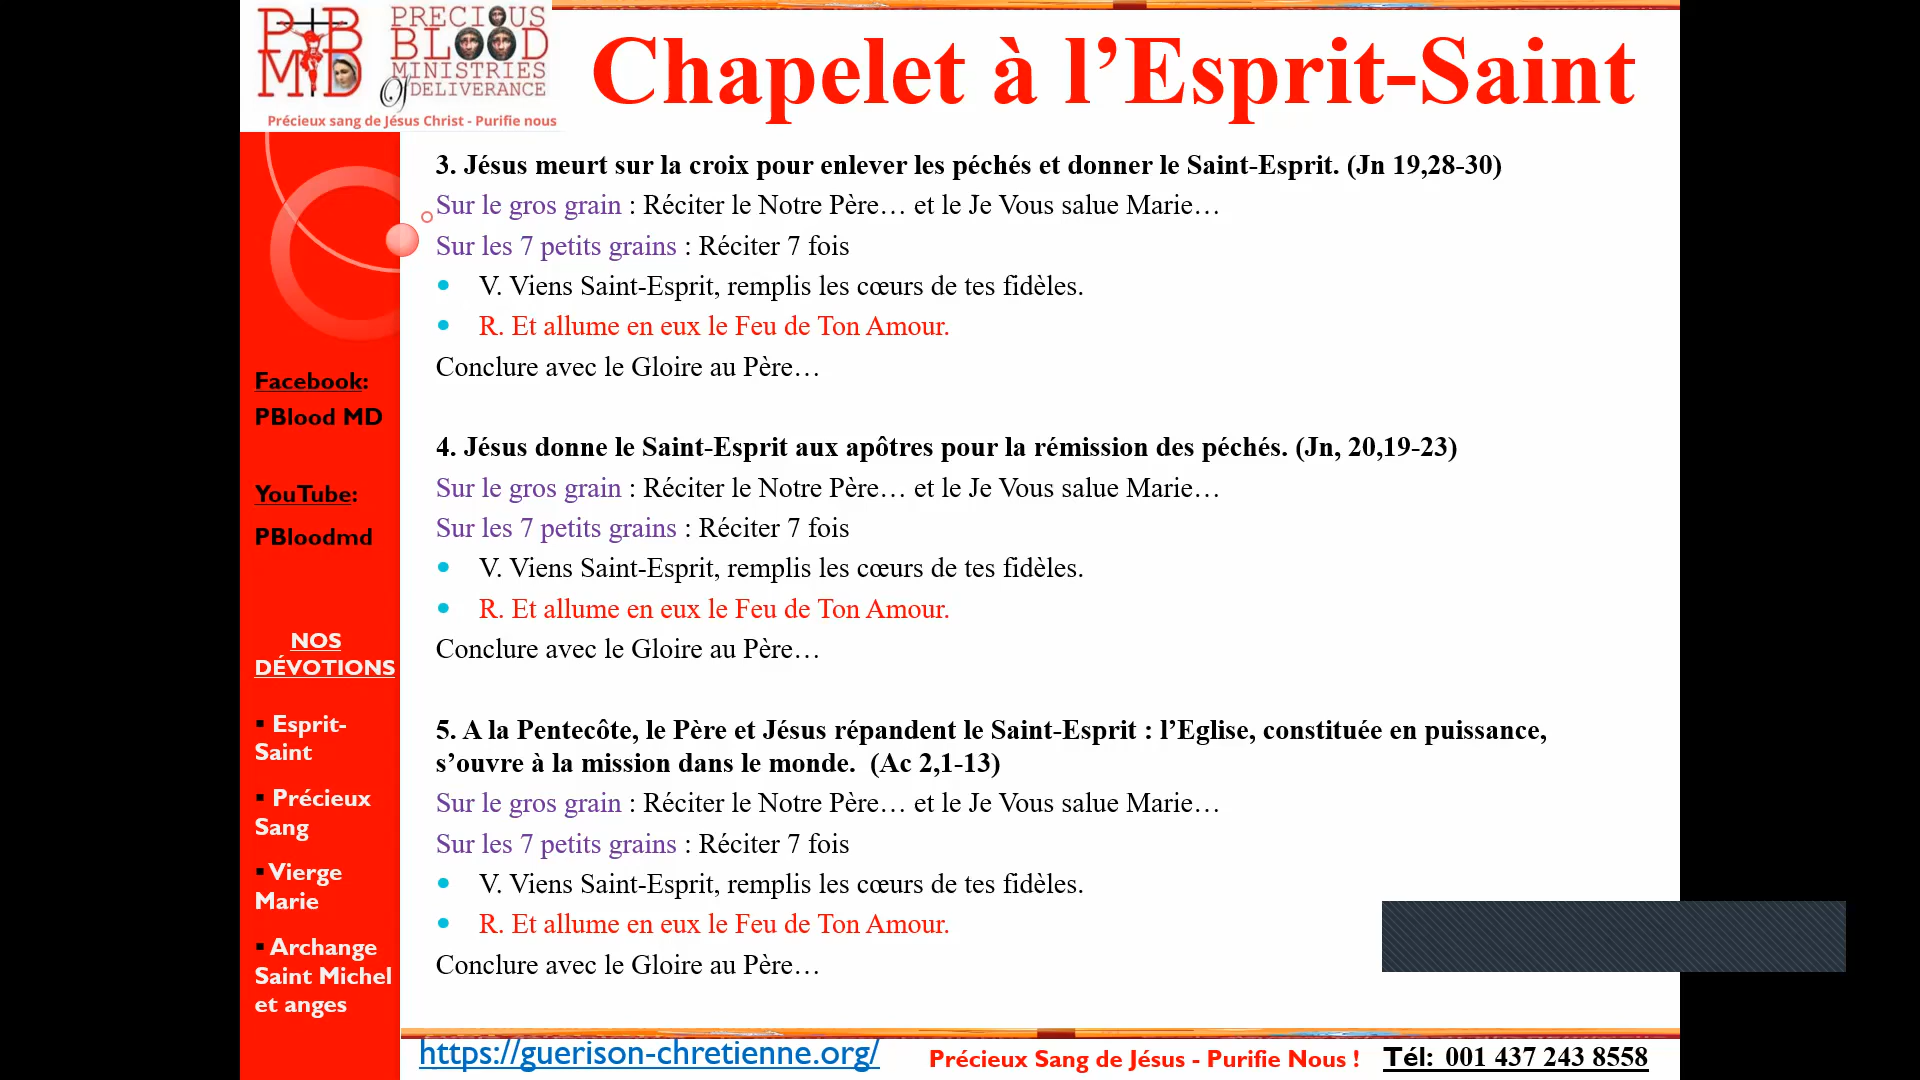 PBMD
PRECIOUS
BLOOD
MINISTRIES
Of DELIVERANCE
Précieux sang de Jésus Christ - Purifie nous
Chapelet à l’Esprit-Saint
3. Jésus meurt sur la croix pour enlever les péchés et donner le Saint-Esprit. (Jn 19,28-30)
Sur le gros grain : Réciter le Notre Père… et le Je Vous salue Marie…
Sur les 7 petits grains : Réciter 7 fois
• V. Viens Saint-Esprit, remplis les cœurs de tes fidèles.
• R. Et allume en eux le Feu de Ton Amour.
Conclure avec le Gloire au Père…
4. Jésus donne le Saint-Esprit aux apôtres pour la rémission des péchés. (Jn, 20,19-23)
Sur le gros grain : Réciter le Notre Père… et le Je Vous salue Marie…
Sur les 7 petits grains : Réciter 7 fois
• V. Viens Saint-Esprit, remplis les cœurs de tes fidèles.
• R. Et allume en eux le Feu de Ton Amour.
Conclure avec le Gloire au Père…
5. A la Pentecôte, le Père et Jésus répandent le Saint-Esprit : l’Eglise, constituée en puissance,
s’ouvre à la mission dans le monde. (Ac 2,1-13)
Sur le gros grain : Réciter le Notre Père… et le Je Vous salue Marie…
Sur les 7 petits grains : Réciter 7 fois
• V. Viens Saint-Esprit, remplis les cœurs de tes fidèles.
• R. Et allume en eux le Feu de Ton Amour.
Conclure avec le Gloire au Père…
Facebook:
PBlood MD
YouTube:
PBloodmd
NOS
DÉVOTIONS
▪ Esprit-
Saint
▪ Précieux
Sang
▪ Vierge
Marie
▪ Archange
Saint Michel
et anges
https://guerison-chretienne.org/
Précieux Sang de Jésus - Purifie Nous !
Tél: 001 437 243 8558